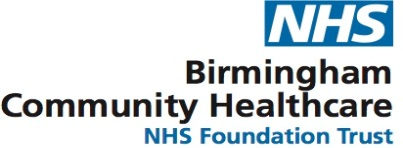 NHS
Birmingham
Community Healthcare
NHS Foundation Trust